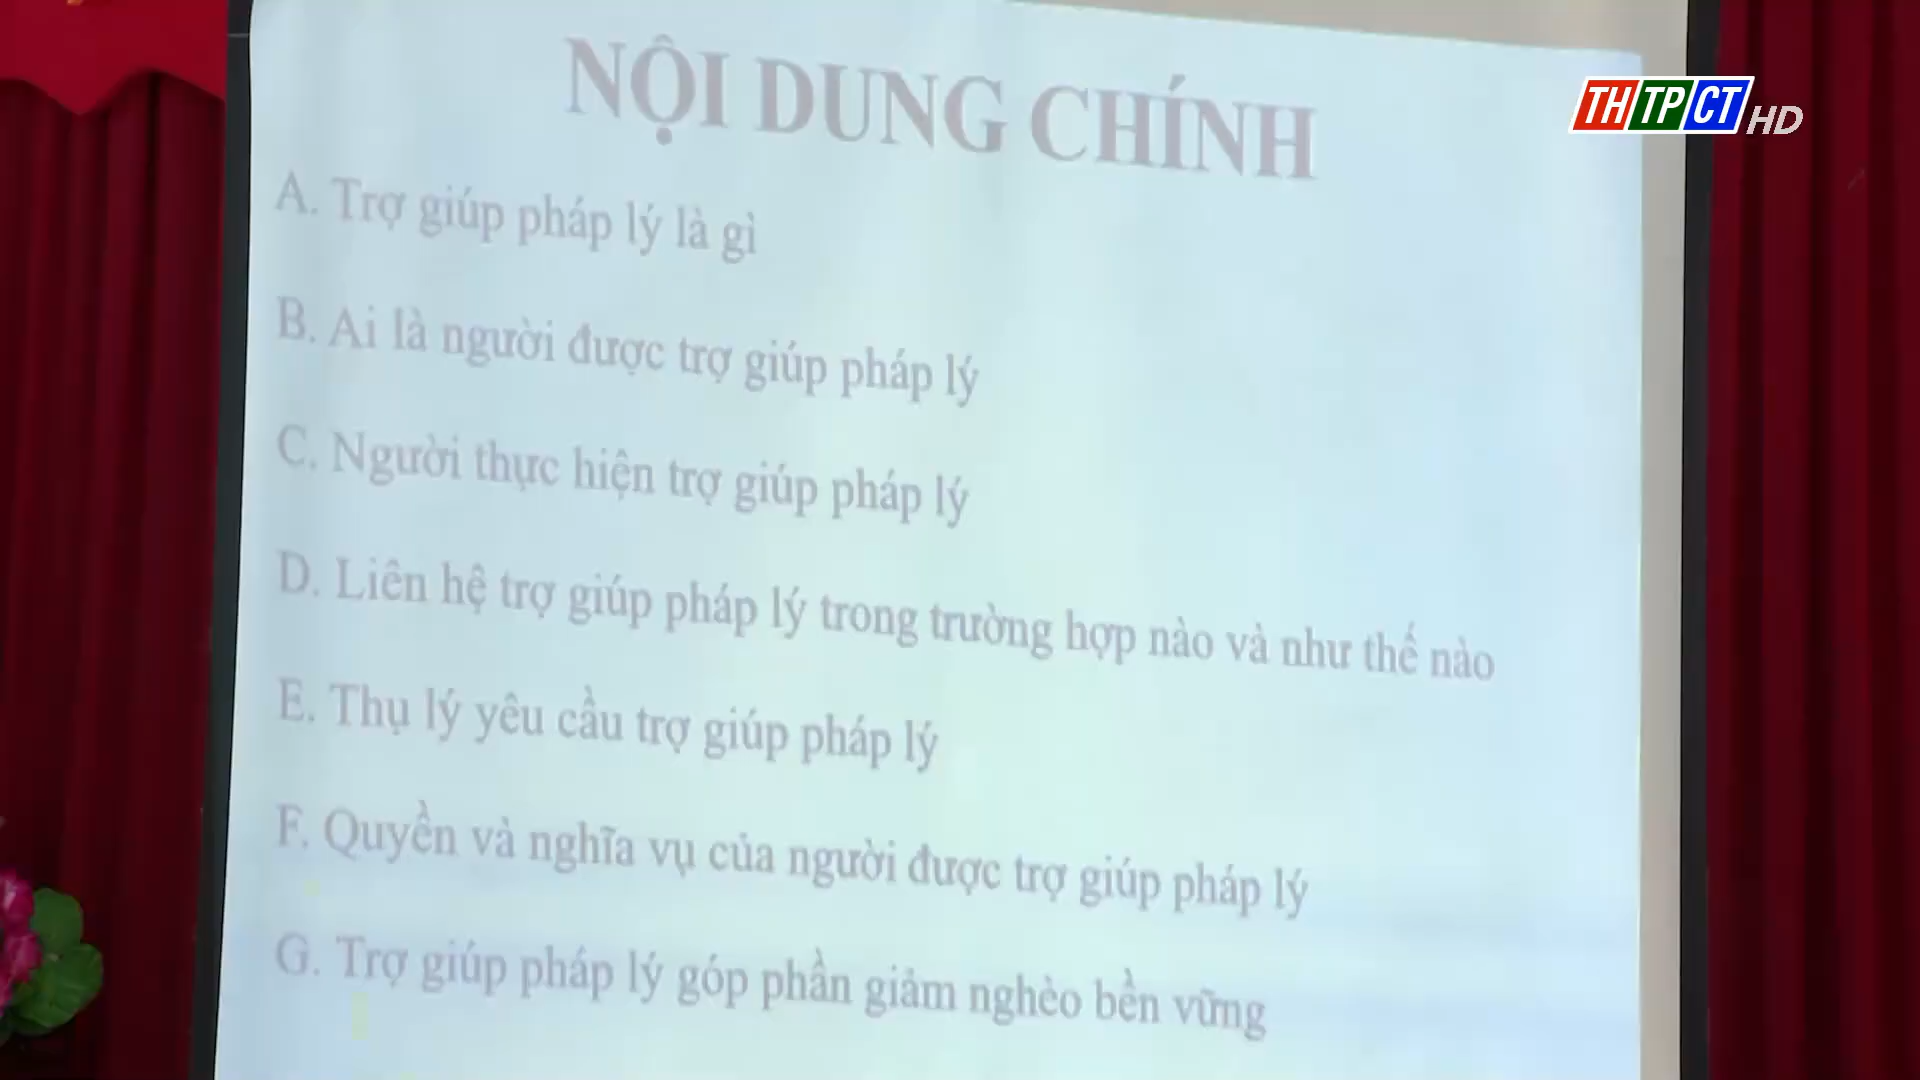 NỘI DUNG CHÍNH
THTPCT HD
A. Trợ giúp pháp lý là gì
B. Ai là người được trợ giúp pháp lý
C. Người thực hiện trợ giúp pháp lý
D. Liên hệ trợ giúp pháp lý trong trường hợp nào và như thế nào
E. Thụ lý yêu cầu trợ giúp pháp lý
F. Quyền và nghĩa vụ của người được trợ giúp pháp lý
G. Trợ giúp pháp lý góp phần giảm nghèo bền vững